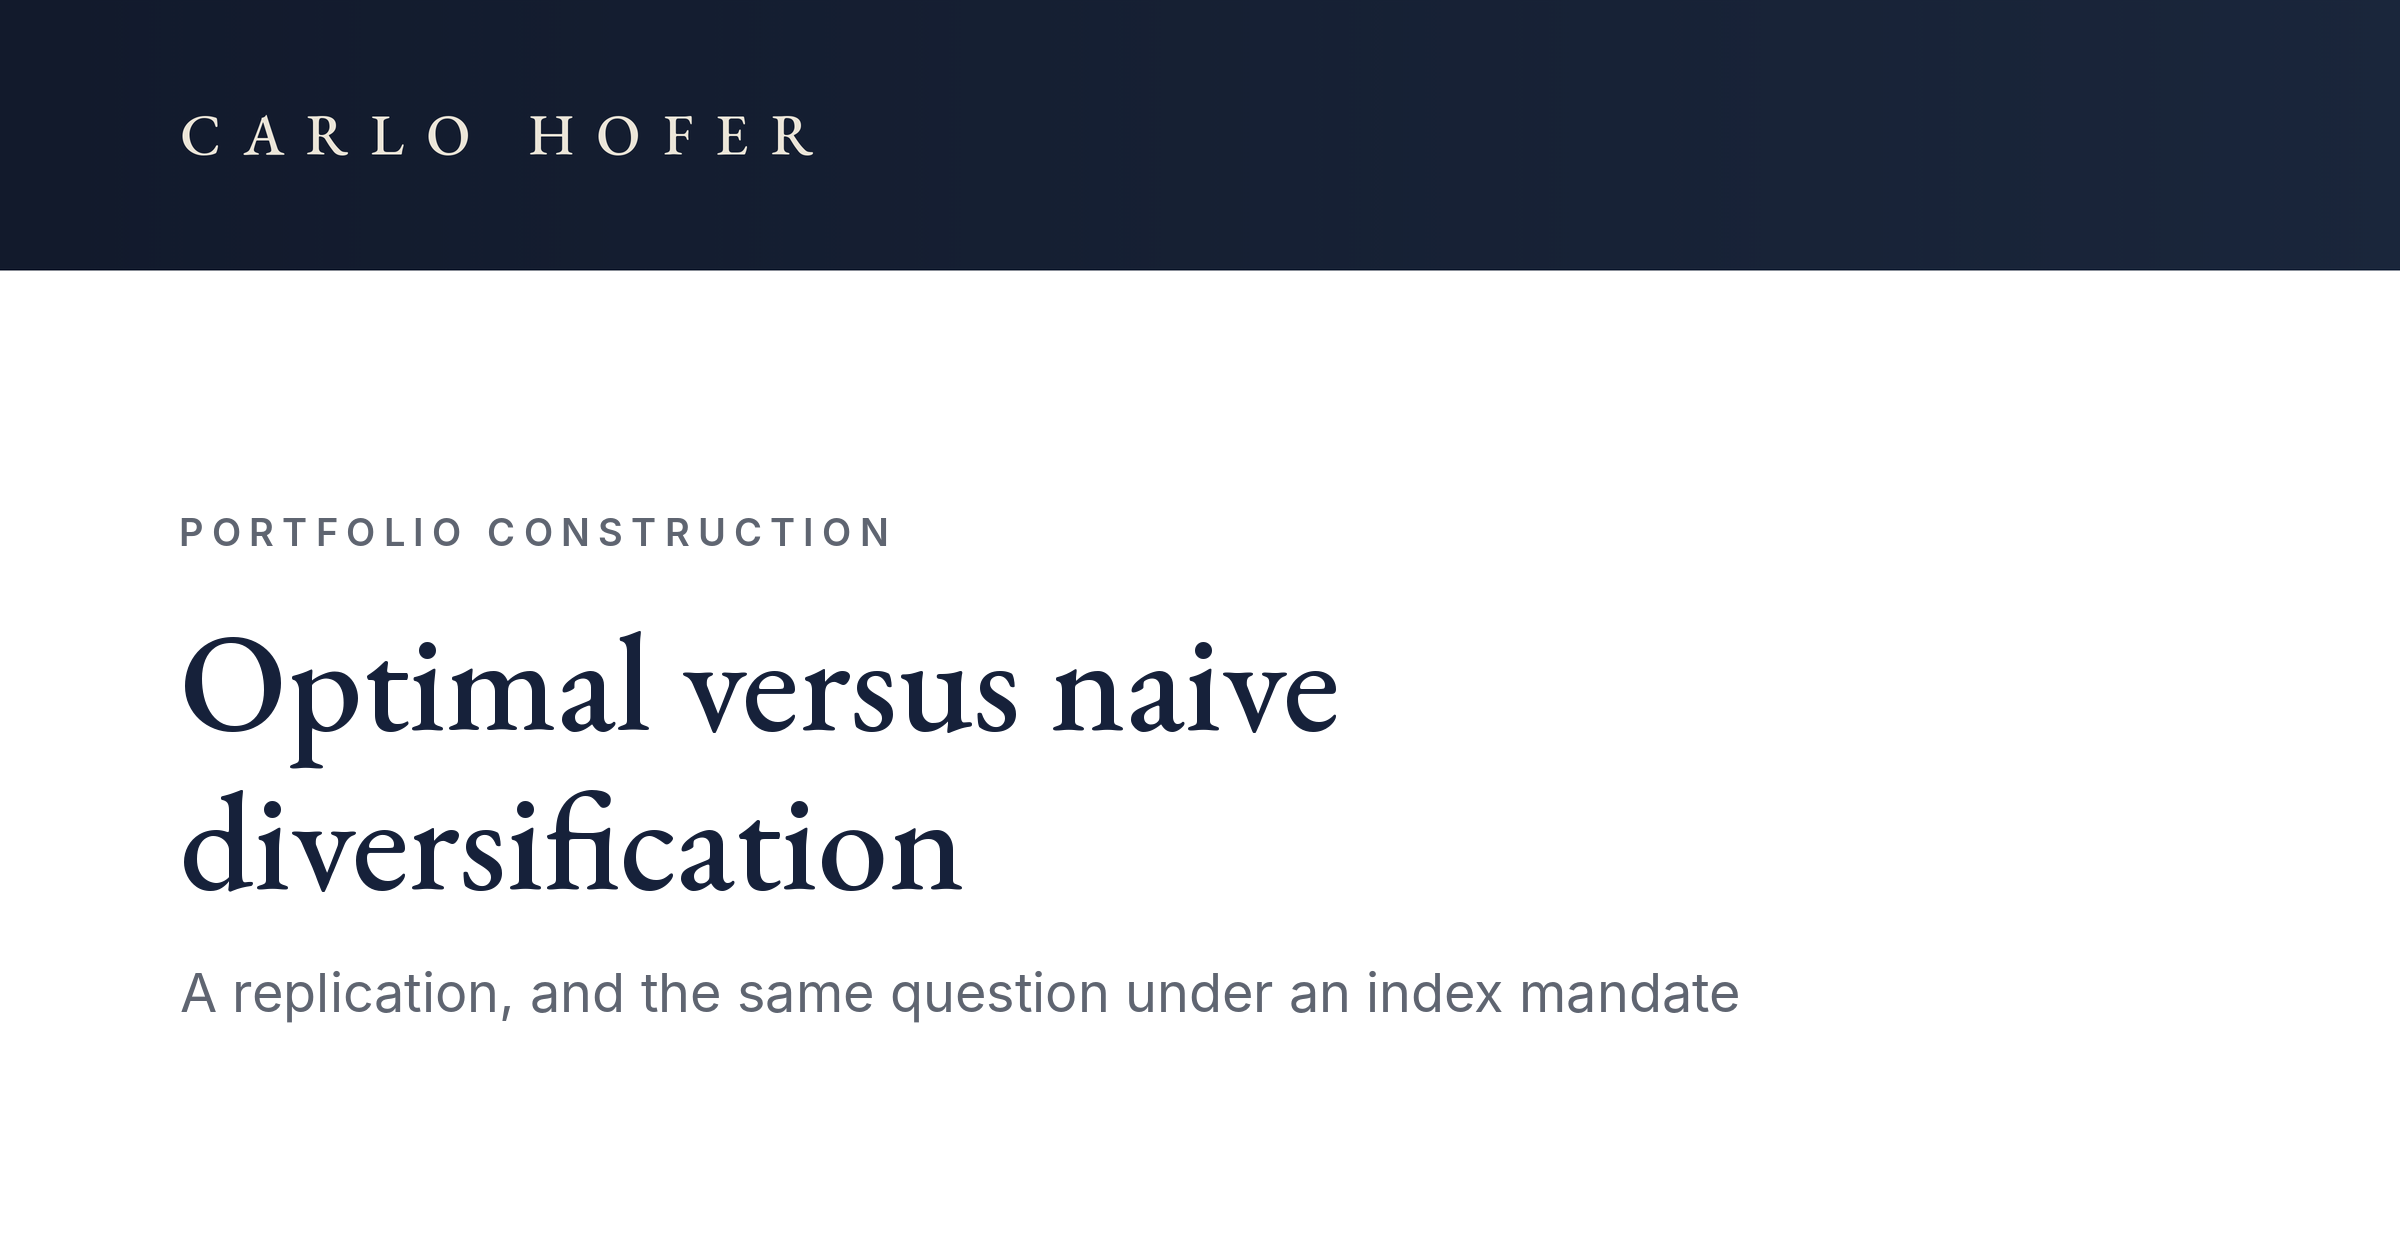 CARLO HOFER
PORTFOLIO CONSTRUCTION
Optimal versus naive
diversification
A replication, and the same question under an index mandate